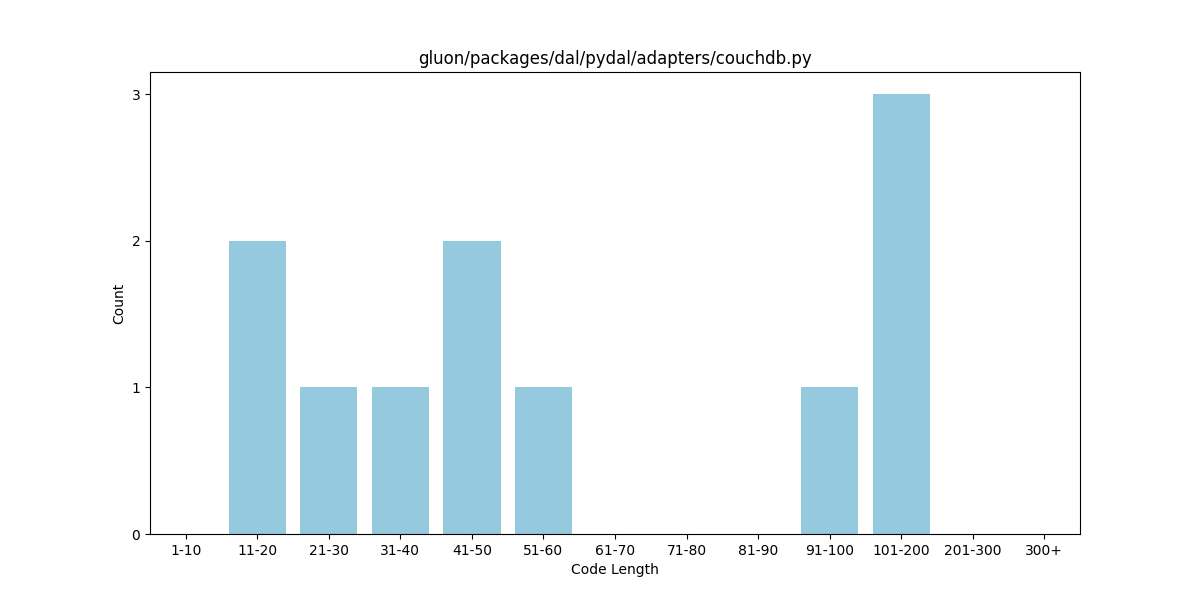 gluon/packages/dal/pydal/adapters/couchdb.py
3
2
1
0
Count
1-10 11-20 21-30 31-40 41-50 51-60 61-70 71-80 81-90 91-100 101-200 201-300 300+
Code Length